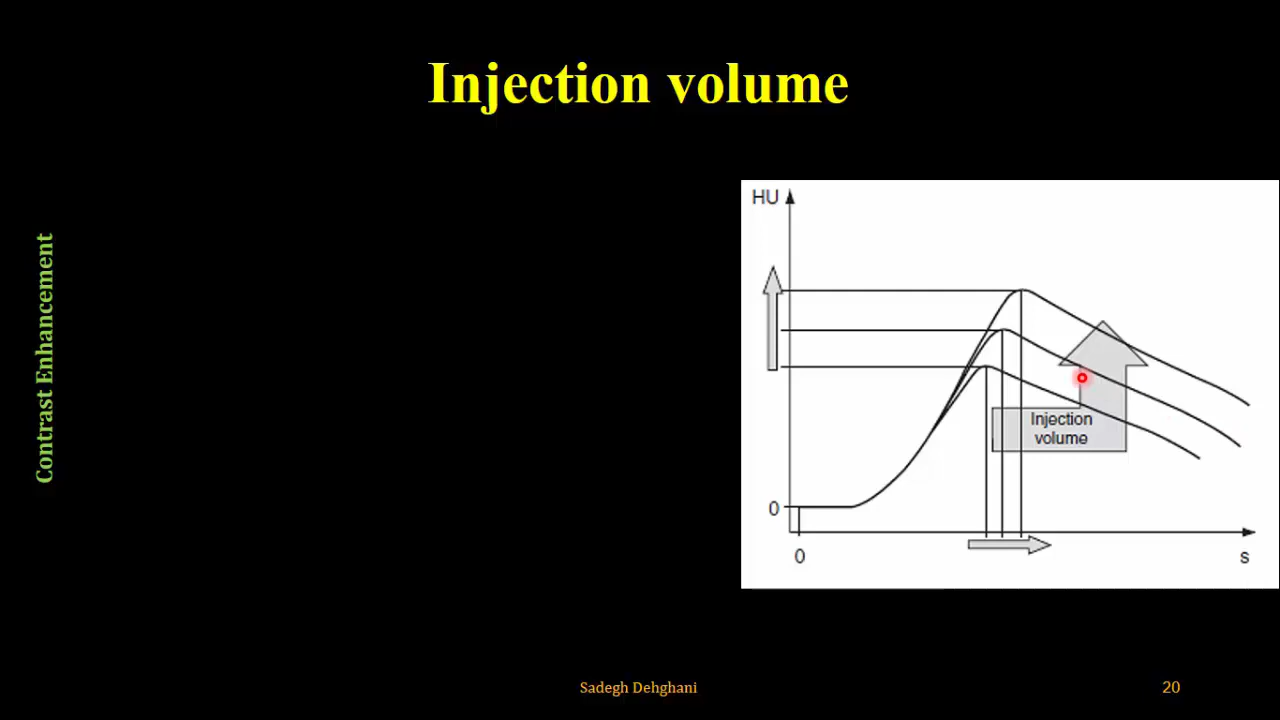 Injection volume
Contrast Enhancement
HU
Injection
volume
0
0
s
Sadegh Dehghani
20